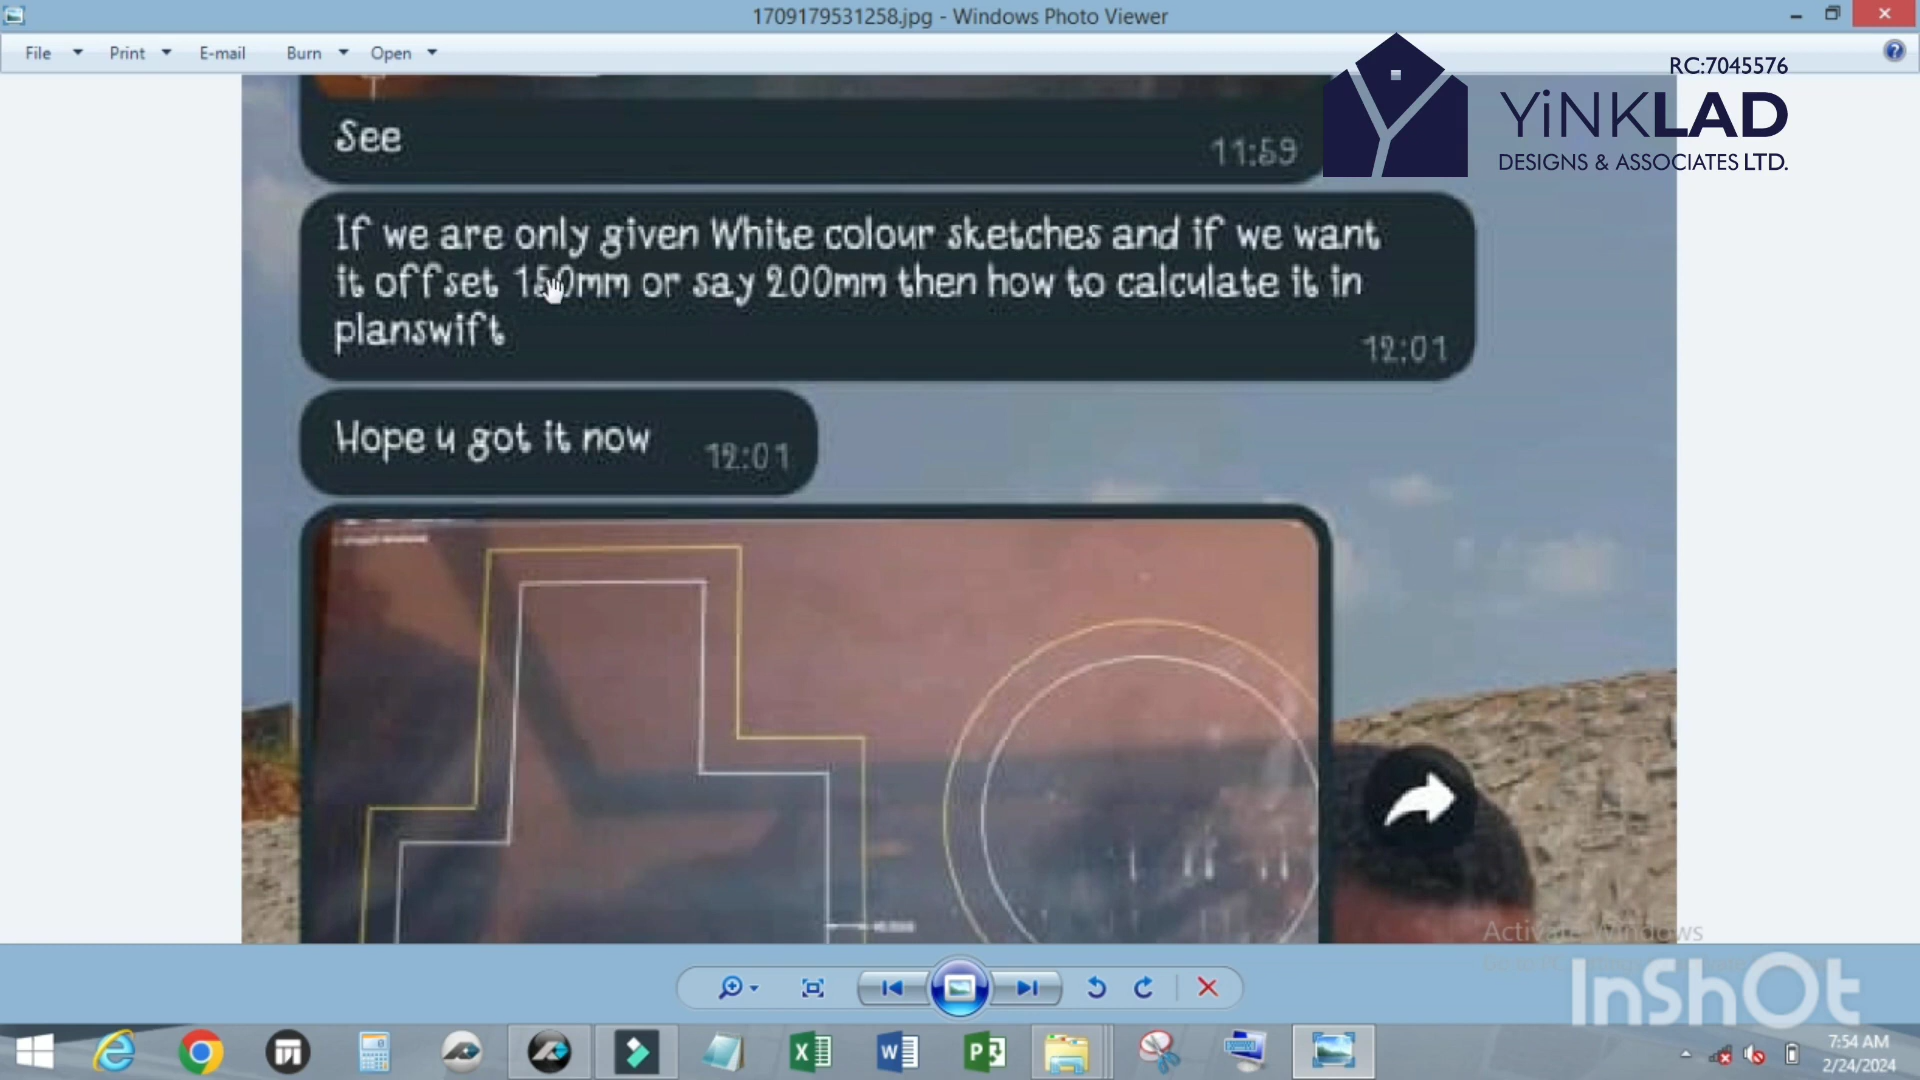 1709179531258.jpg - Windows Photo Viewer
File Print E-mail Burn Open
RC:7045576
YiNKLAD
DESIGNS & ASSOCIATES LTD.
See
11:59
If we are only given White colour sketches and if we want
it offset 150mm or say 200mm then how to calculate it in
planswift
12:01
Hope u got it now 12:01
Activate Windows
InShOt
7:54 AM
2/24/2024